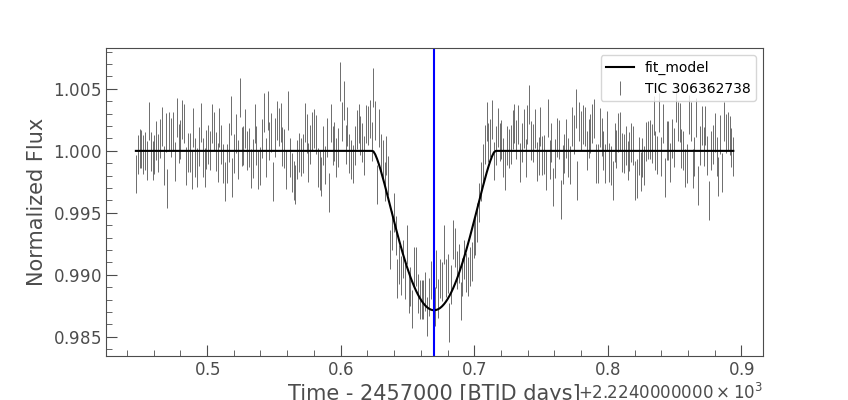 fit_model
TIC 306362738
1.005
1.000
0.995
0.990
0.985
Normalized Flux
0.5 0.6 0.7 0.8 0.9
Time - 2457000 [BTJD days]
+2.2240000000 × 10³